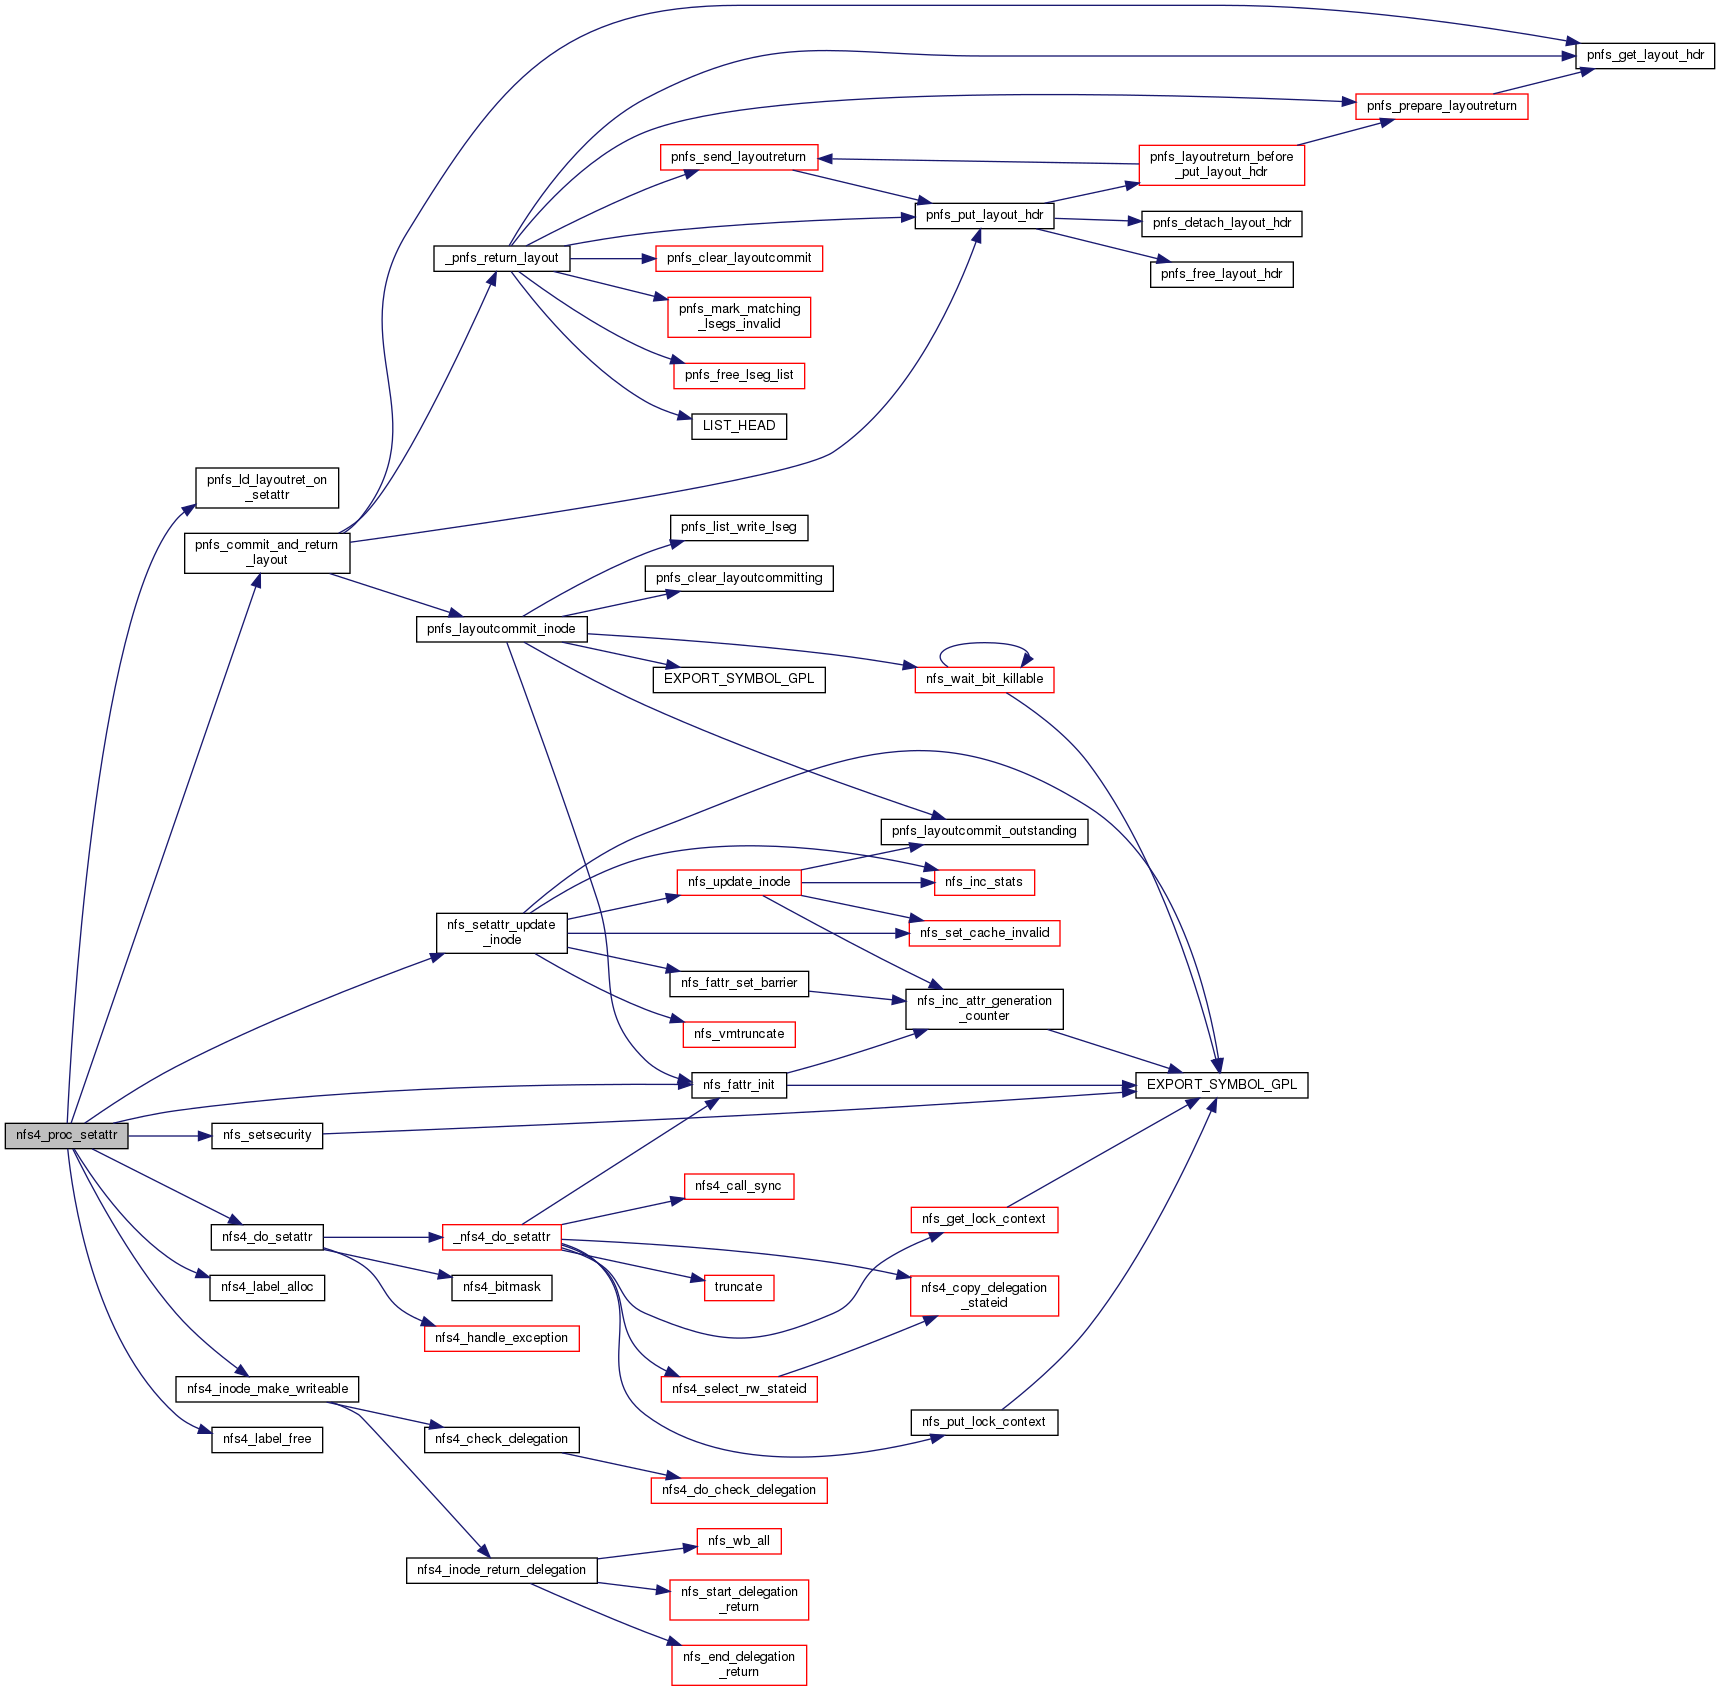 pnfs_get_layout_hdr
pnfs_prepare_layoutreturn
pnfs_send_layoutreturn
pnfs_layoutreturn_before
_put_layout_hdr
pnfs_put_layout_hdr
pnfs_detach_layout_hdr
_pnfs_return_layout
pnfs_clear_layoutcommit
pnfs_free_layout_hdr
pnfs_mark_matching
_lsegs_invalid
pnfs_free_lseg_list
LIST_HEAD
pnfs_ld_layoutret_on
_setattr
pnfs_list_write_lseg
pnfs_commit_and_return
_layout
pnfs_clear_layoutcommitting
pnfs_layoutcommit_inode
EXPORT_SYMBOL_GPL
nfs_wait_bit_killable
pnfs_layoutcommit_outstanding
nfs_update_inode
nfs_inc_stats
nfs_setattr_update
_inode
nfs_set_cache_invalid
nfs_fattr_set_barrier
nfs_inc_attr_generation
_counter
nfs_vmtruncate
nfs_fattr_init
EXPORT_SYMBOL_GPL
nfs4_proc_setattr
nfs_setsecurity
nfs4_call_sync
nfs_get_lock_context
nfs4_do_setattr
_nfs4_do_setattr
nfs4_label_alloc
nfs4_bitmask
truncate
nfs4_copy_delegation
_stateid
nfs4_handle_exception
nfs4_inode_make_writeable
nfs4_select_rw_stateid
nfs_put_lock_context
nfs4_label_free
nfs4_check_delegation
nfs4_do_check_delegation
nfs_wb_all
nfs4_inode_return_delegation
nfs_start_delegation
_return
nfs_end_delegation
_return